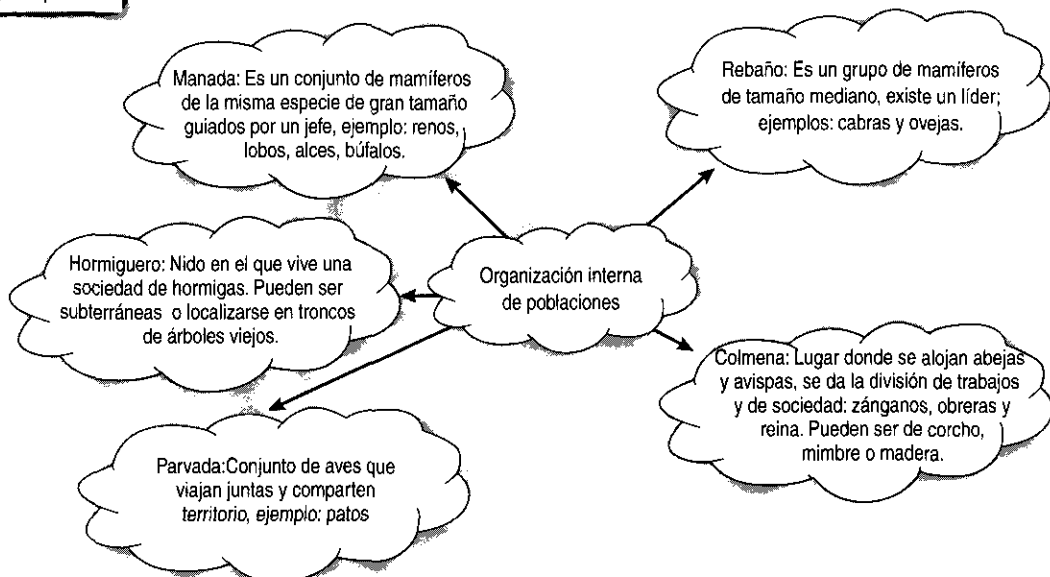 Manada: Es un conjunto de mamíferos
de la misma especie de gran tamaño
guiados por un jefe, ejemplo: renos,
lobos, alces, búfalos.
Rebaño: Es un grupo de mamíferos
de tamaño mediano, existe un líder;
ejemplos: cabras y ovejas.
Hormiguero: Nido en el que vive una
sociedad de hormigas. Pueden ser
subterráneas o localizarse en troncos
de árboles viejos.
Organización interna
de poblaciones
Colmena: Lugar donde se alojan abejas
y avispas, se da la división de trabajos
y de sociedad: zánganos, obreras y
reina. Pueden ser de corcho,
mimbre o madera.
Parvada:Conjunto de aves que
viajan juntas y comparten
territorio, ejemplo: patos